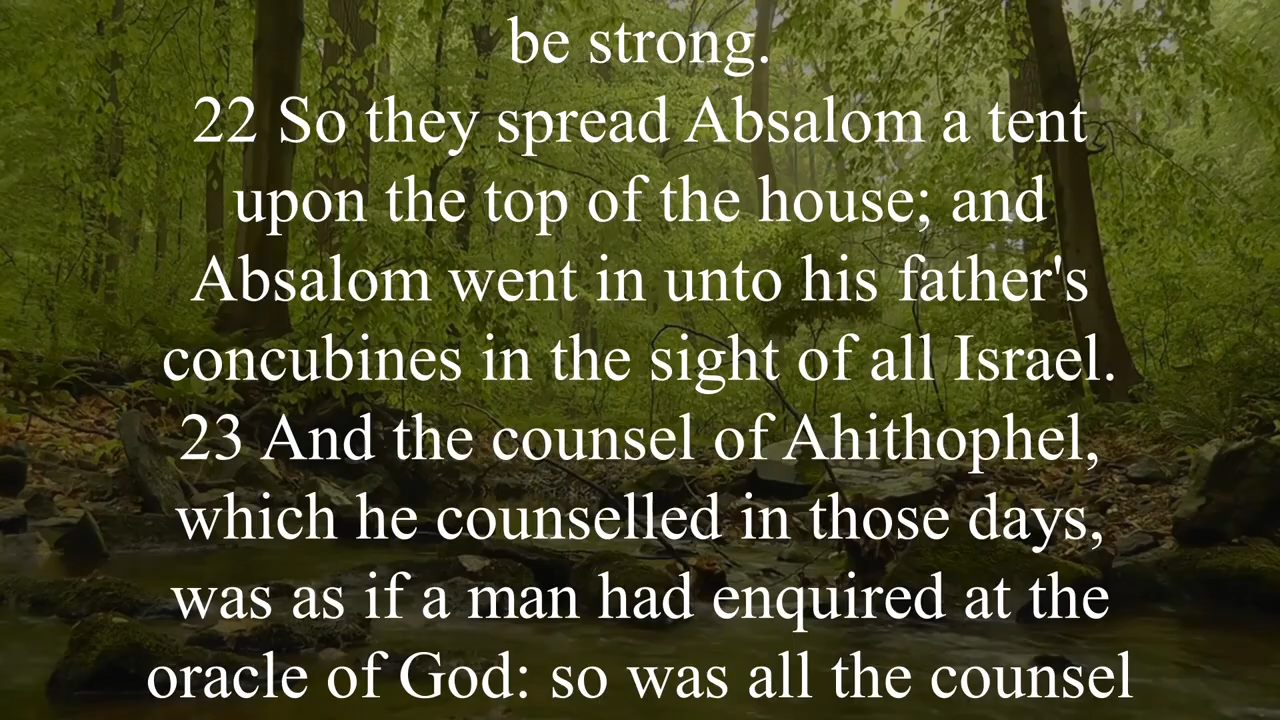 be strong.
22 So they spread Absalom a tent
upon the top of the house; and
Absalom went in unto his father's
concubines in the sight of all Israel.
23 And the counsel of Ahithophel,
which he counselled in those days,
was as if a man had enquired at the
oracle of God: so was all the counsel